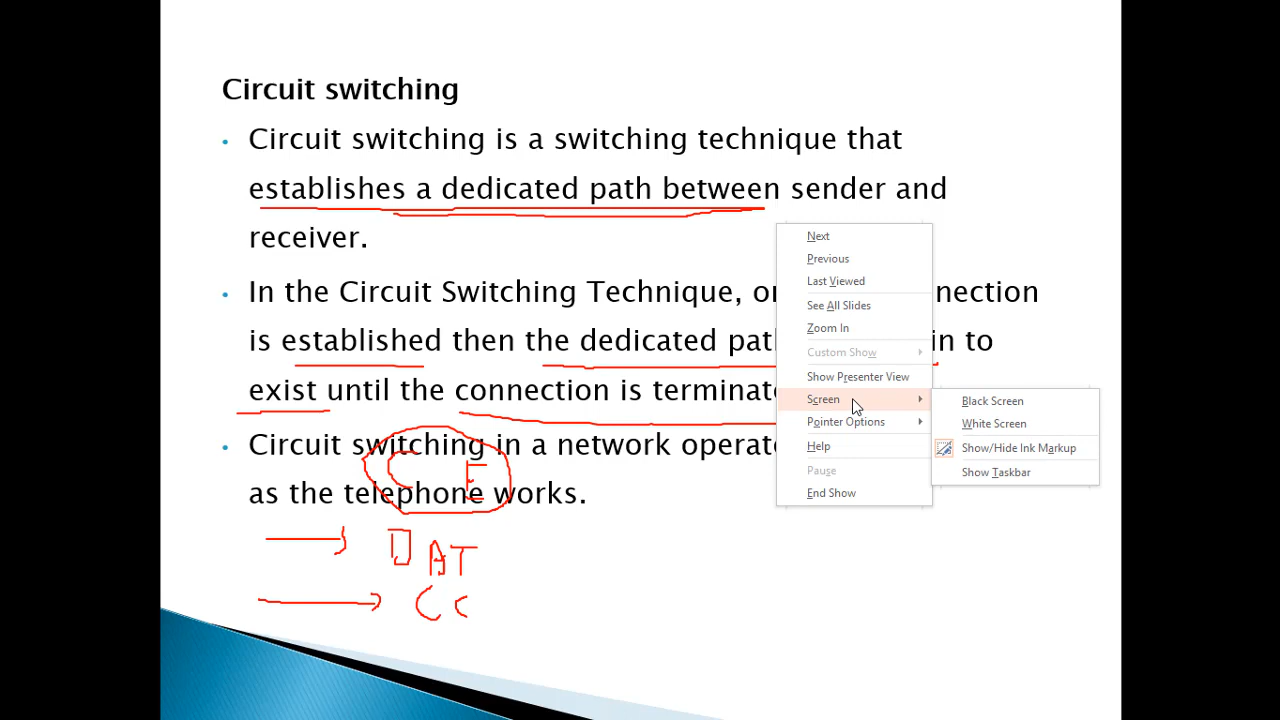 Circuit switching
• Circuit switching is a switching technique that
establishes a dedicated path between sender and
receiver.
• In the Circuit Switching Technique, nection
is established then the dedicated path in to
exist until the connection is terminate
• Circuit switching in a network operat
as the telephone works.
C E
D A T
C C
Next
Previous
Last Viewed
See All Slides
Zoom In
Custom Show
Show Presenter View
Screen
Pointer Options
Help
Pause
End Show
Black Screen
White Screen
Show/Hide Ink Markup
Show Taskbar